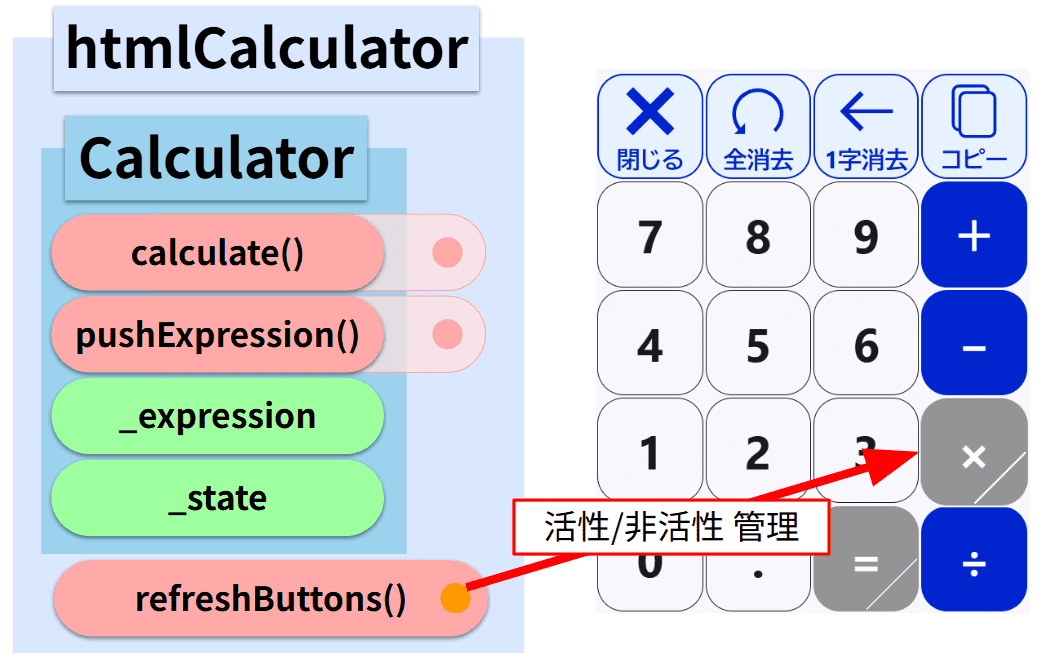 htmlCalculator
Calculator
calculate()
pushExpression()
_expression
_state
refreshButtons()
閉じる
全消去
1字消去
コピー
7 8 9 +
4 5 6 −
1 2 3 ×
活性/非活性 管理
0 . = ÷